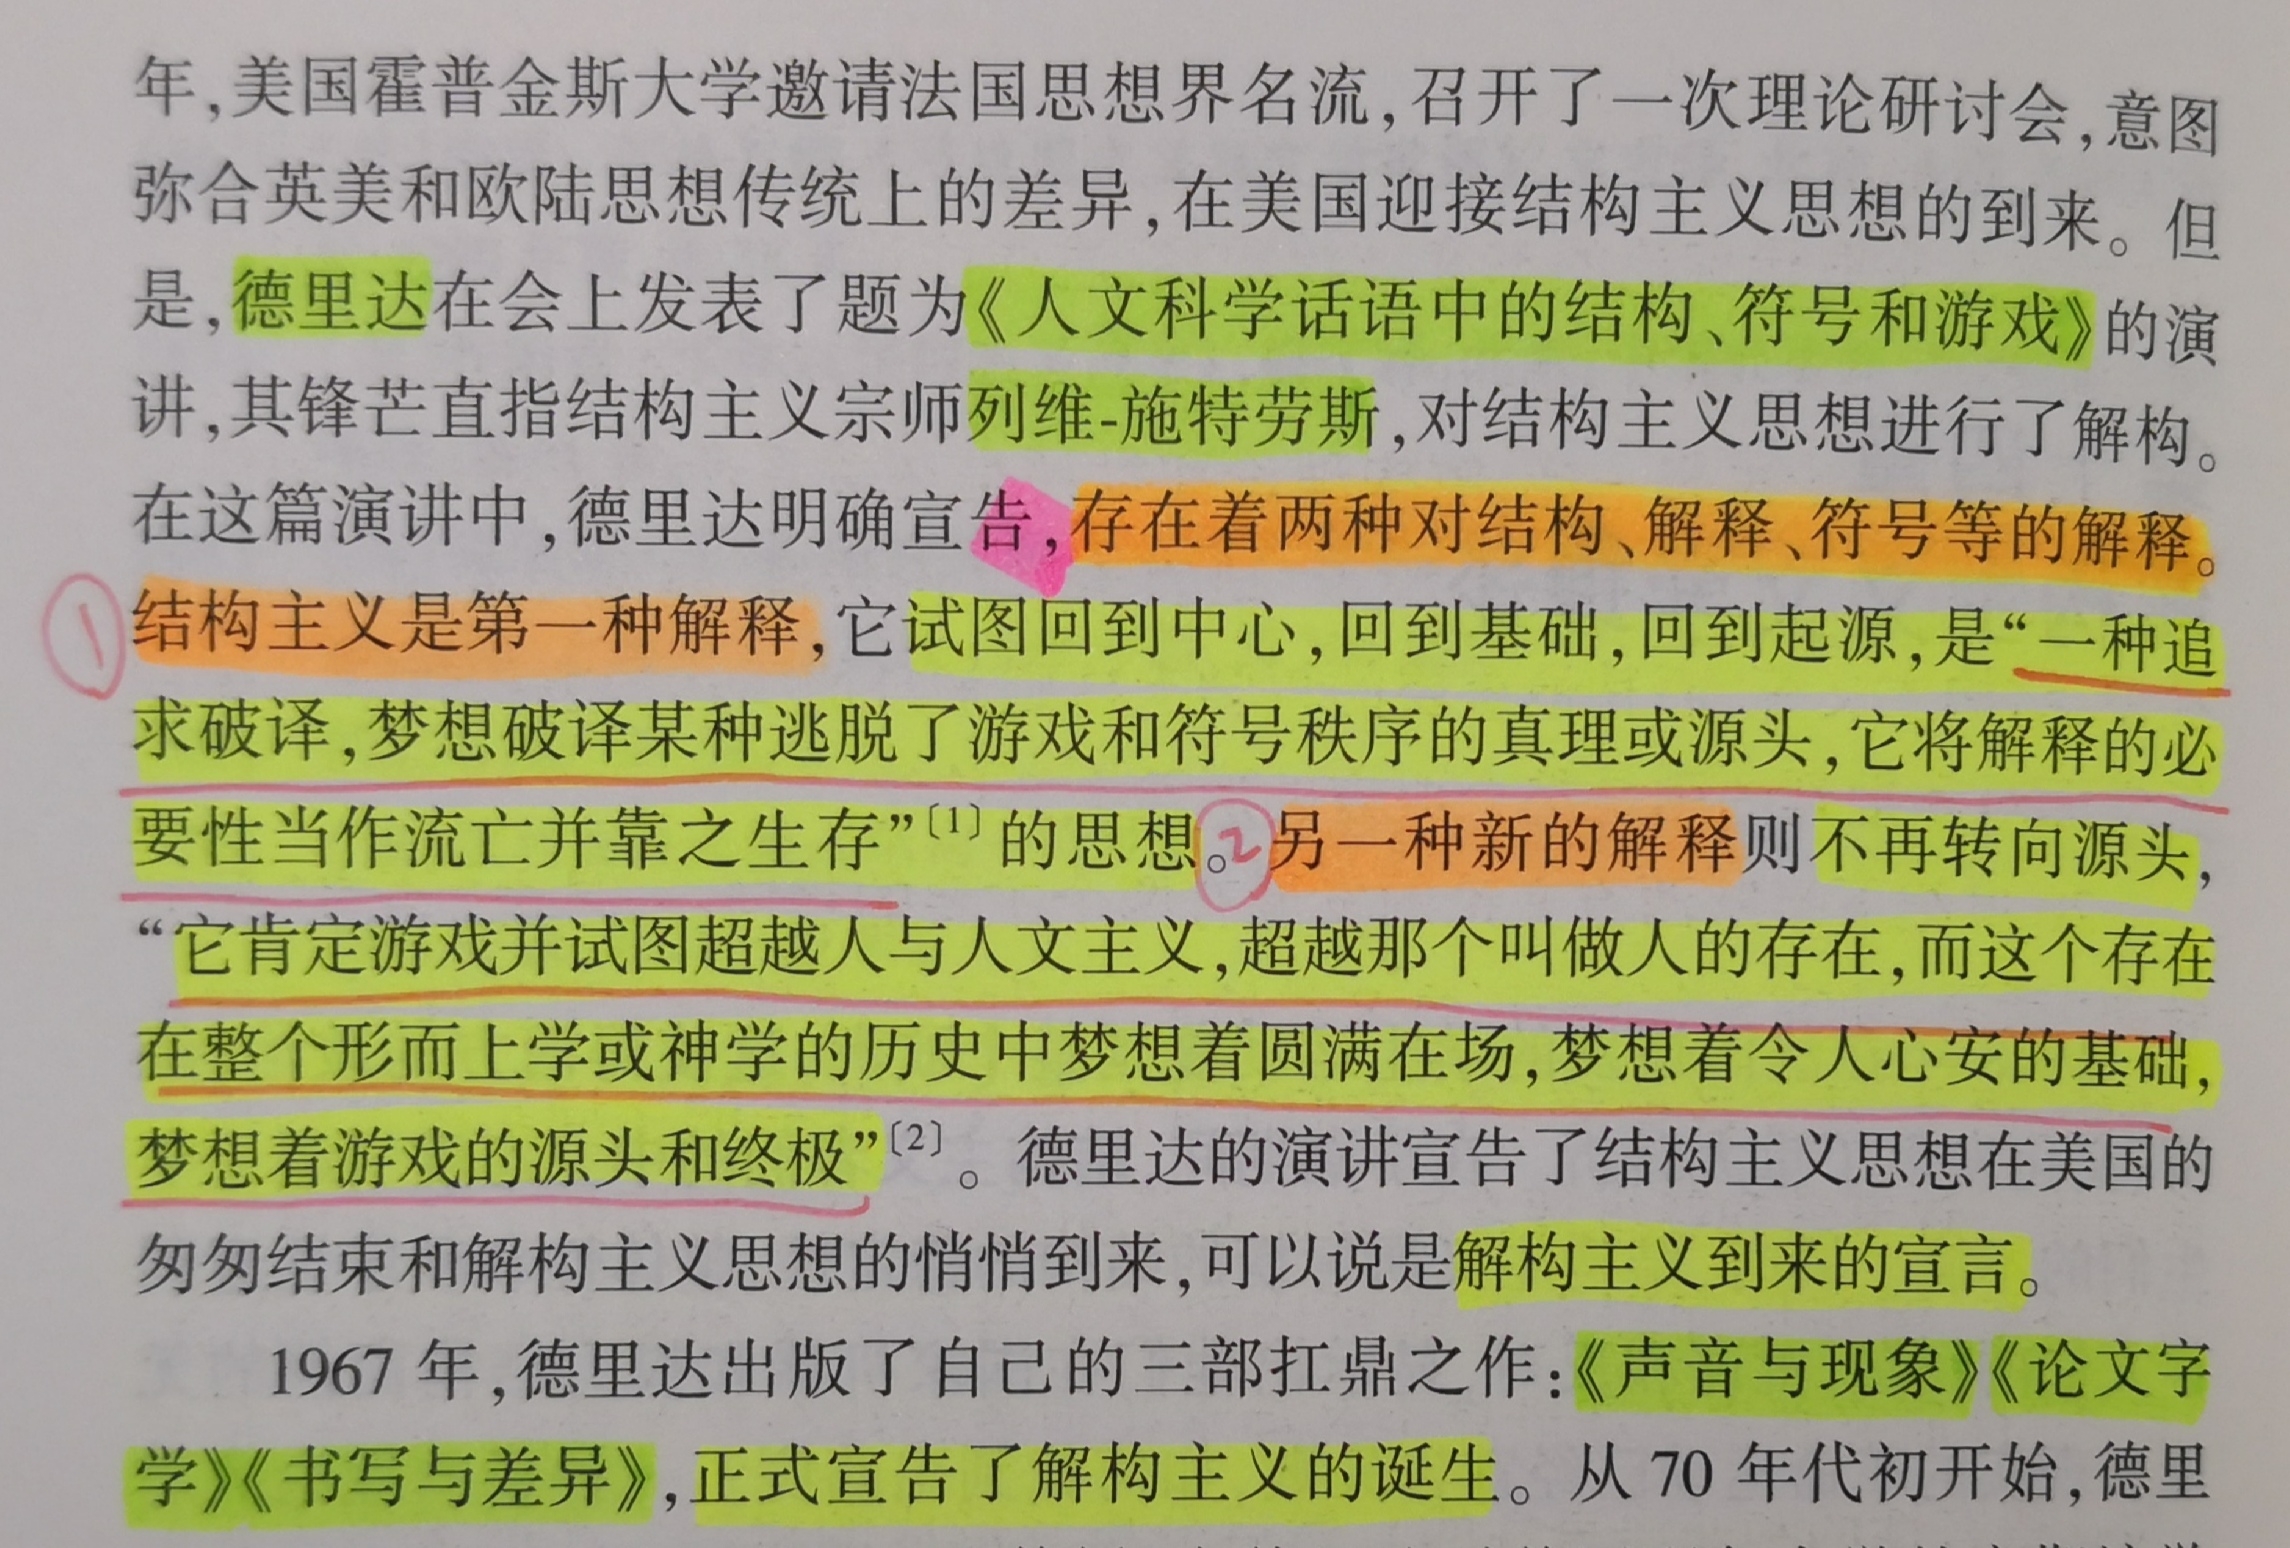 年,美国霍普金斯大学邀请法国思想界名流,召开了一次理论研讨会,意图
弥合英美和欧陆思想传统上的差异,在美国迎接结构主义思想的到来。但
是,德里达在会上发表了题为《人文科学话语中的结构、符号和游戏》的演
讲,其锋芒直指结构主义宗师列维-施特劳斯,对结构主义思想进行了解构。
在这篇演讲中,德里达明确宣告,存在着两种对结构、解释、符号等的解释。
① 结构主义是第一种解释,它试图回到中心,回到基础,回到起源,是“一种追
求破译,梦想破译某种逃脱了游戏和符号秩序的真理或源头,它将解释的必
要性当作流亡并靠之生存”〔1〕的思想。②另一种新的解释则不再转向源头,
“它肯定游戏并试图超越人与人文主义,超越那个叫做人的存在,而这个存在
在整个形而上学或神学的历史中梦想着圆满在场,梦想着令人心安的基础,
梦想着游戏的源头和终极”〔2〕。德里达的演讲宣告了结构主义思想在美国的
匆匆结束和解构主义思想的悄悄到来,可以说是解构主义到来的宣言。
1967 年,德里达出版了自己的三部扛鼎之作:《声音与现象》《论文字
学》《书写与差异》,正式宣告了解构主义的诞生。从 70 年代初开始,德里